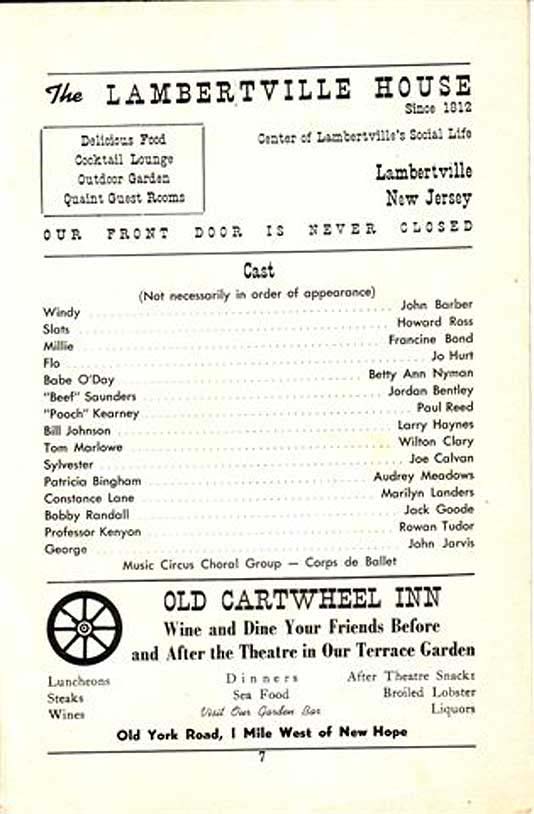 The LAMBERTVILLE HOUSE
Since 1812
Delicious Food
Cocktail Lounge
Outdoor Garden
Quaint Guest Rooms
Center of Lambertville's Social Life
Lambertville
New Jersey
OUR FRONT DOOR IS NEVER CLOSED
Cast
(Not necessarily in order of appearance)
Windy ........ John Barber
Slats ........ Howard Ross
Millie ........ Francine Bond
Flo ........ Jo Hurt
Babe O'Day ........ Betty Ann Nyman
"Beef" Saunders ........ Jordan Bentley
"Pooch" Kearney ........ Paul Reed
Bill Johnson ........ Larry Haynes
Tom Marlowe ........ Wilton Clary
Sylvester ........ Joe Calvan
Patricia Bingham ........ Audrey Meadows
Constance Lane ........ Marilyn Landers
Bobby Randall ........ Jack Goode
Professor Kenyon ........ Rowan Tudor
George ........ John Jarvis
Music Circus Choral Group — Corps de Ballet
OLD CARTWHEEL INN
Wine and Dine Your Friends Before
and After the Theatre in Our Terrace Garden
Luncheons Dinners After Theatre Snacks
Steaks Sea Food Broiled Lobster
Wines Visit Our Garden Bar Liquors
Old York Road, 1 Mile West of New Hope
7